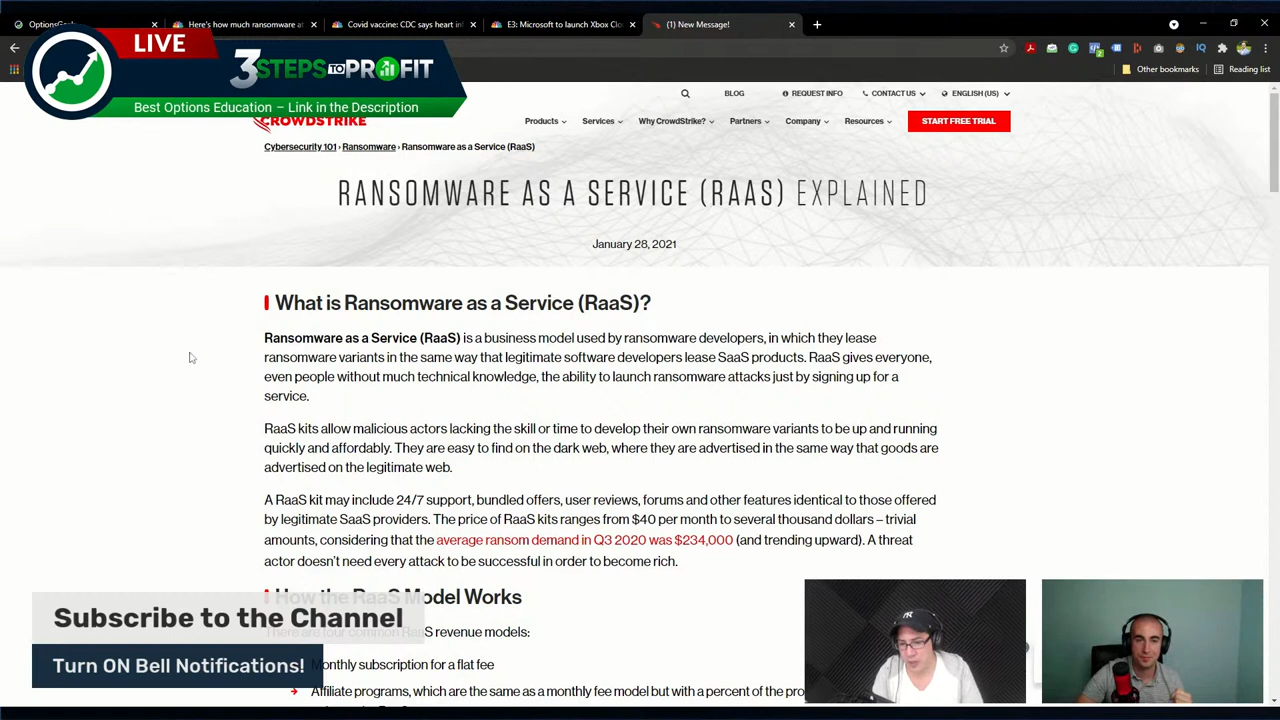 OptionsGeeks
Here's how much ransomware at
Covid vaccine: CDC says heart inf
E3: Microsoft to launch Xbox Clou
(1) New Message!
Other bookmarks
Reading list
LIVE
3 STEPS TO PROFIT
Best Options Education – Link in the Description
BLOG
REQUEST INFO
CONTACT US
ENGLISH (US)
CROWDSTRIKE
Products
Services
Why CrowdStrike?
Partners
Company
Resources
START FREE TRIAL
Cybersecurity 101 › Ransomware › Ransomware as a Service (RaaS)
RANSOMWARE AS A SERVICE (RAAS) EXPLAINED
January 28, 2021
What is Ransomware as a Service (RaaS)?
Ransomware as a Service (RaaS) is a business model used by ransomware developers, in which they lease
ransomware variants in the same way that legitimate software developers lease SaaS products. RaaS gives everyone,
even people without much technical knowledge, the ability to launch ransomware attacks just by signing up for a
service.
RaaS kits allow malicious actors lacking the skill or time to develop their own ransomware variants to be up and running
quickly and affordably. They are easy to find on the dark web, where they are advertised in the same way that goods are
advertised on the legitimate web.
A RaaS kit may include 24/7 support, bundled offers, user reviews, forums and other features identical to those offered
by legitimate SaaS providers. The price of RaaS kits ranges from $40 per month to several thousand dollars – trivial
amounts, considering that the average ransom demand in Q3 2020 was $234,000 (and trending upward). A threat
actor doesn't need every attack to be successful in order to become rich.
How the RaaS Model Works
There are four common RaaS revenue models:
Monthly subscription for a flat fee
Affiliate programs, which are the same as a monthly fee model but with a percent of the pro
Subscribe to the Channel
Turn ON Bell Notifications!